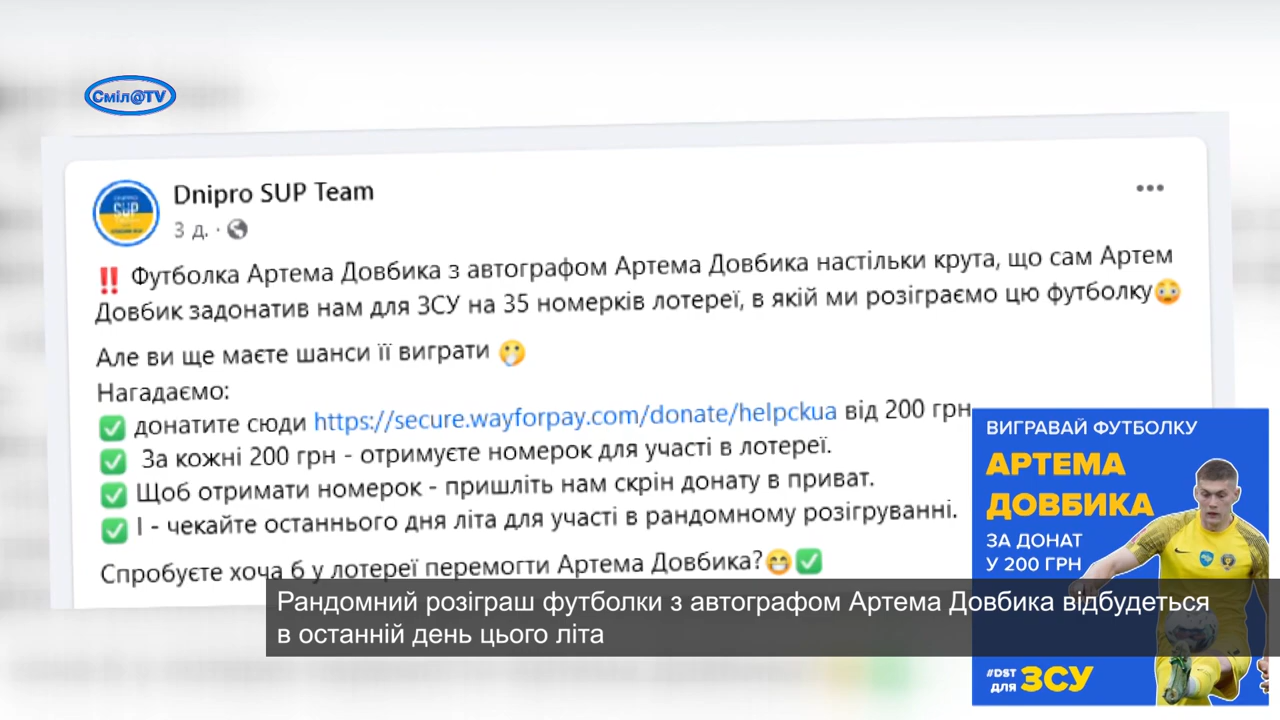 Сміл@TV
Dnipro SUP Team
3 д. ·
‼️ Футболка Артема Довбика з автографом Артема Довбика настільки крута, що сам Артем
Довбик задонатив нам для ЗСУ на 35 номерків лотереї, в якій ми розіграємо цю футболку😳
Але ви ще маєте шанси її виграти 🫢
Нагадаємо:
✅ донатите сюди https://secure.wayforpay.com/donate/helpckua від 200 грн
✅ За кожні 200 грн - отримуєте номерок для участі в лотереї.
✅ Щоб отримати номерок - пришліть нам скрін донату в приват.
✅ І - чекайте останнього дня літа для участі в рандомному розігруванні.
Спробуєте хоча б у лотереї перемогти Артема Довбика?😁✅
ВИГРАВАЙ ФУТБОЛКУ
АРТЕМА
ДОВБИКА
ЗА ДОНАТ
У 200 ГРН
#DST
ДЛЯ ЗСУ
Рандомний розіграш футболки з автографом Артема Довбика відбудеться
в останній день цього літа